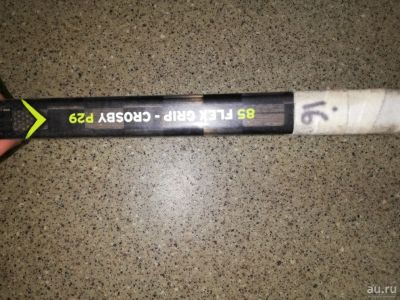 85 FLEX GRIP - CROSBY P29
16
au.ru